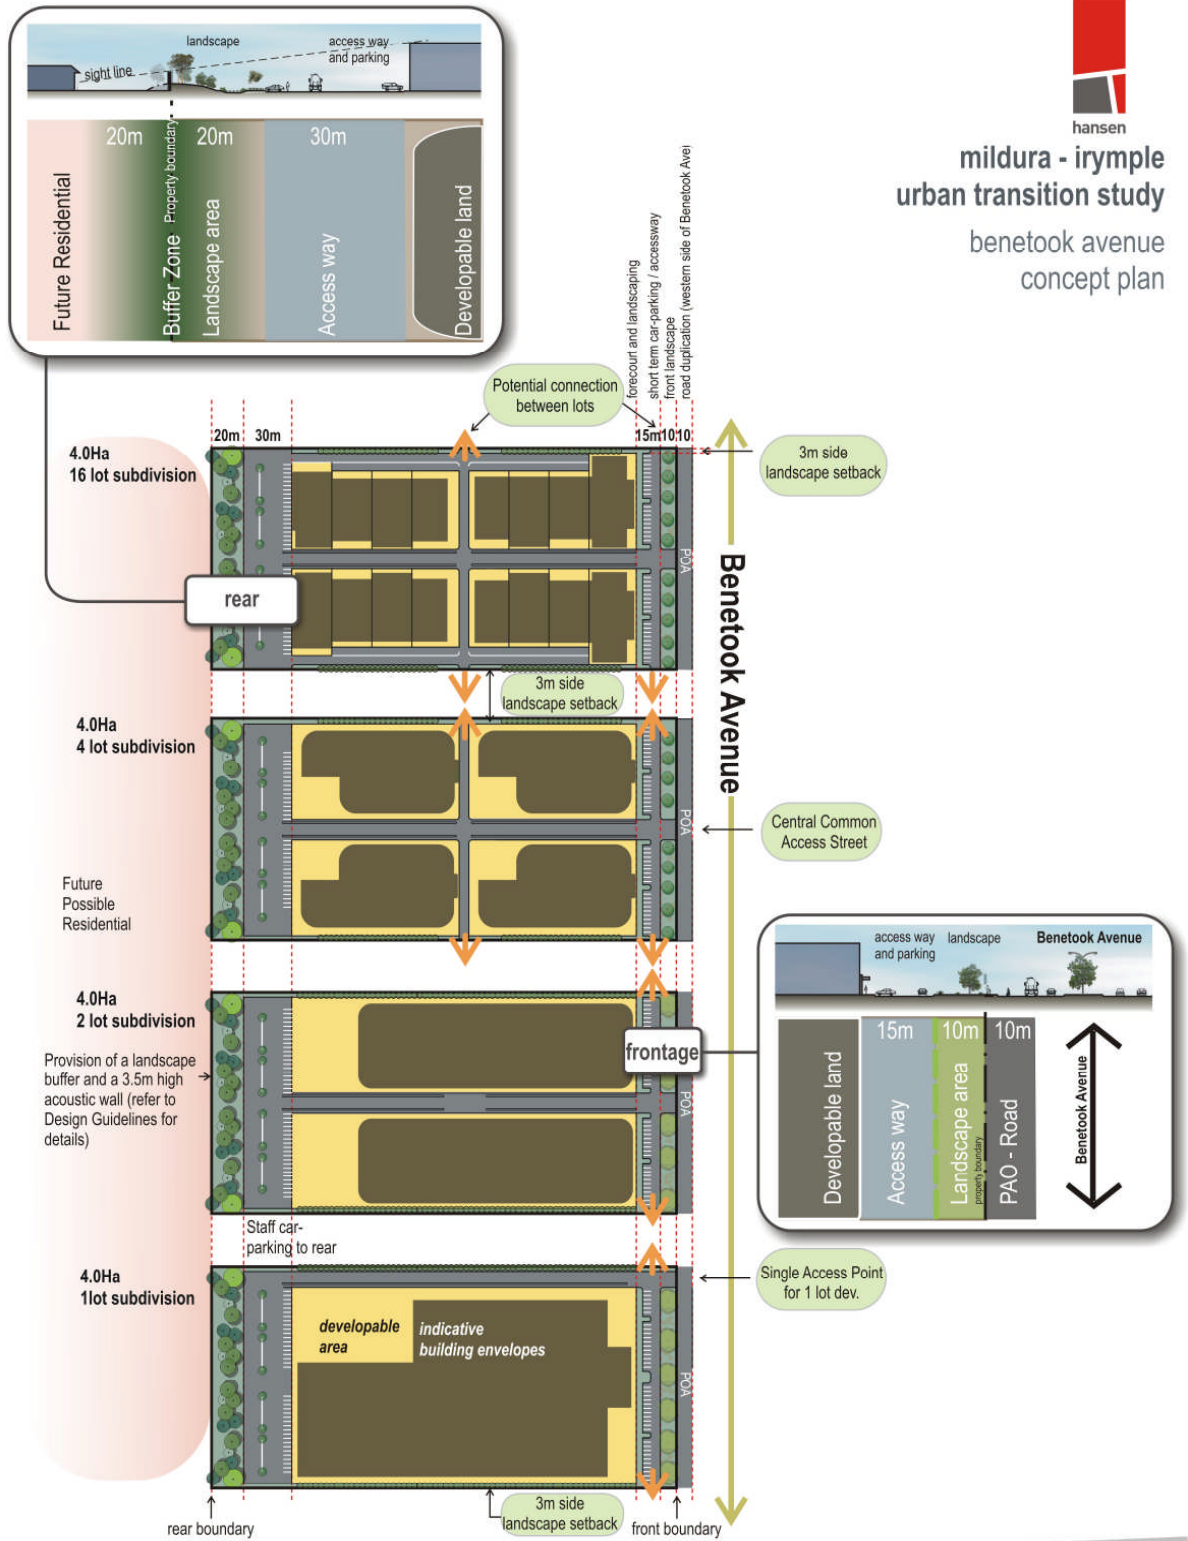 hansen
mildura - irymple
urban transition study
benetook avenue
concept plan
landscape
access way
and parking
sight line
20m
20m
30m
Future Residential
Buffer Zone
Property boundary
Landscape area
Access way
Developable land
forecourt and landscaping
short term car-parking / accessway
front landscape
road duplication (western side of Benetook Ave)
Potential connection
between lots
20m
30m
15m
10
10
4.0Ha
16 lot subdivision
3m side
landscape setback
POA
rear
Benetook Avenue
3m side
landscape setback
4.0Ha
4 lot subdivision
POA
Central Common
Access Street
Future
Possible
Residential
access way
and parking
landscape
Benetook Avenue
15m
10m
10m
Developable land
Access way
Landscape area
property boundary
PAO - Road
Benetook Avenue
4.0Ha
2 lot subdivision
frontage
Provision of a landscape
buffer and a 3.5m high
acoustic wall (refer to
Design Guidelines for
details)
POA
Staff car-
parking to rear
4.0Ha
1lot subdivision
Single Access Point
for 1 lot dev.
developable
area
indicative
building envelopes
POA
3m side
landscape setback
rear boundary
front boundary